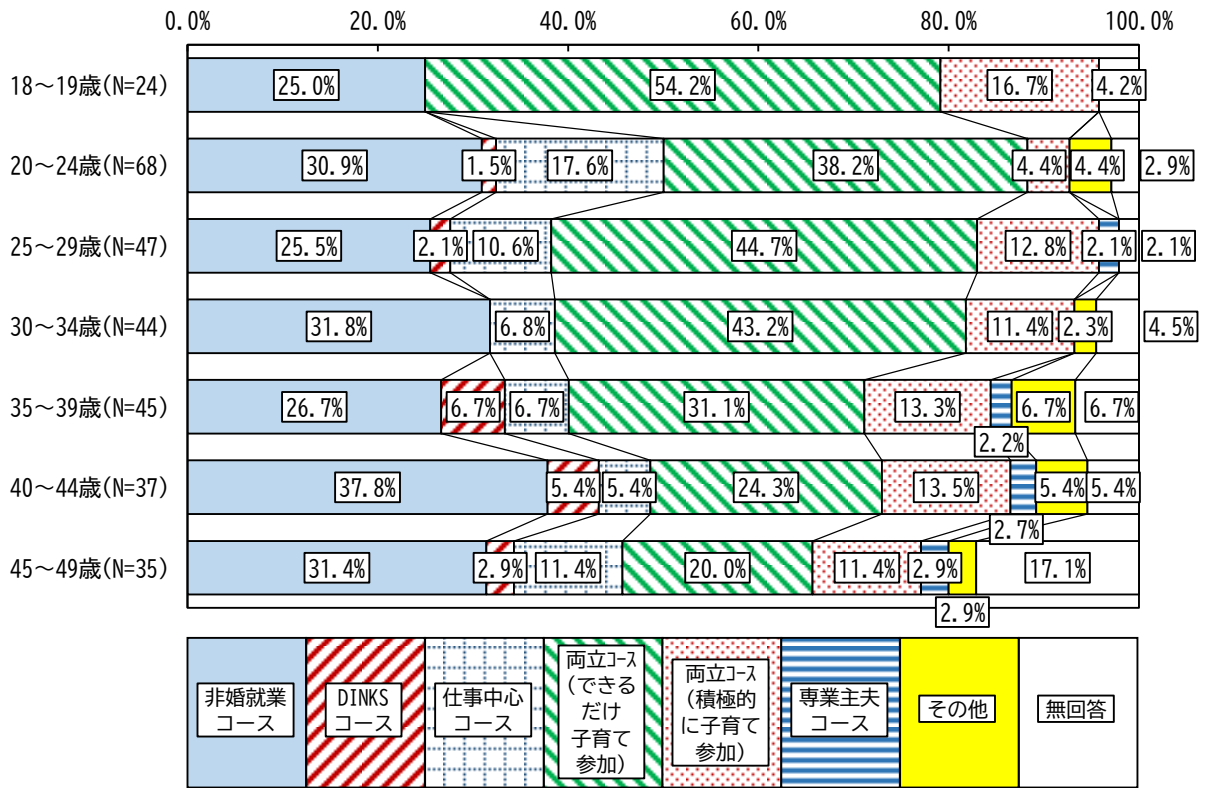 0.0% 20.0% 40.0% 60.0% 80.0% 100.0%
18～19歳(N=24) 25.0% 54.2% 16.7% 4.2%
20～24歳(N=68) 30.9% 1.5% 17.6% 38.2% 4.4% 4.4% 2.9%
25～29歳(N=47) 25.5% 2.1% 10.6% 44.7% 12.8% 2.1% 2.1%
30～34歳(N=44) 31.8% 6.8% 43.2% 11.4% 2.3% 4.5%
35～39歳(N=45) 26.7% 6.7% 6.7% 31.1% 13.3% 6.7% 6.7%
2.2%
40～44歳(N=37) 37.8% 5.4% 5.4% 24.3% 13.5% 5.4% 5.4%
2.7%
45～49歳(N=35) 31.4% 2.9% 11.4% 20.0% 11.4% 2.9% 17.1%
2.9%
非婚就業
コース
DINKS
コース
仕事中心
コース
両立ｺｰｽ
(できる
だけ
子育て
参加)
両立ｺｰｽ
(積極的
に子育て
参加)
専業主夫
コース
その他
無回答